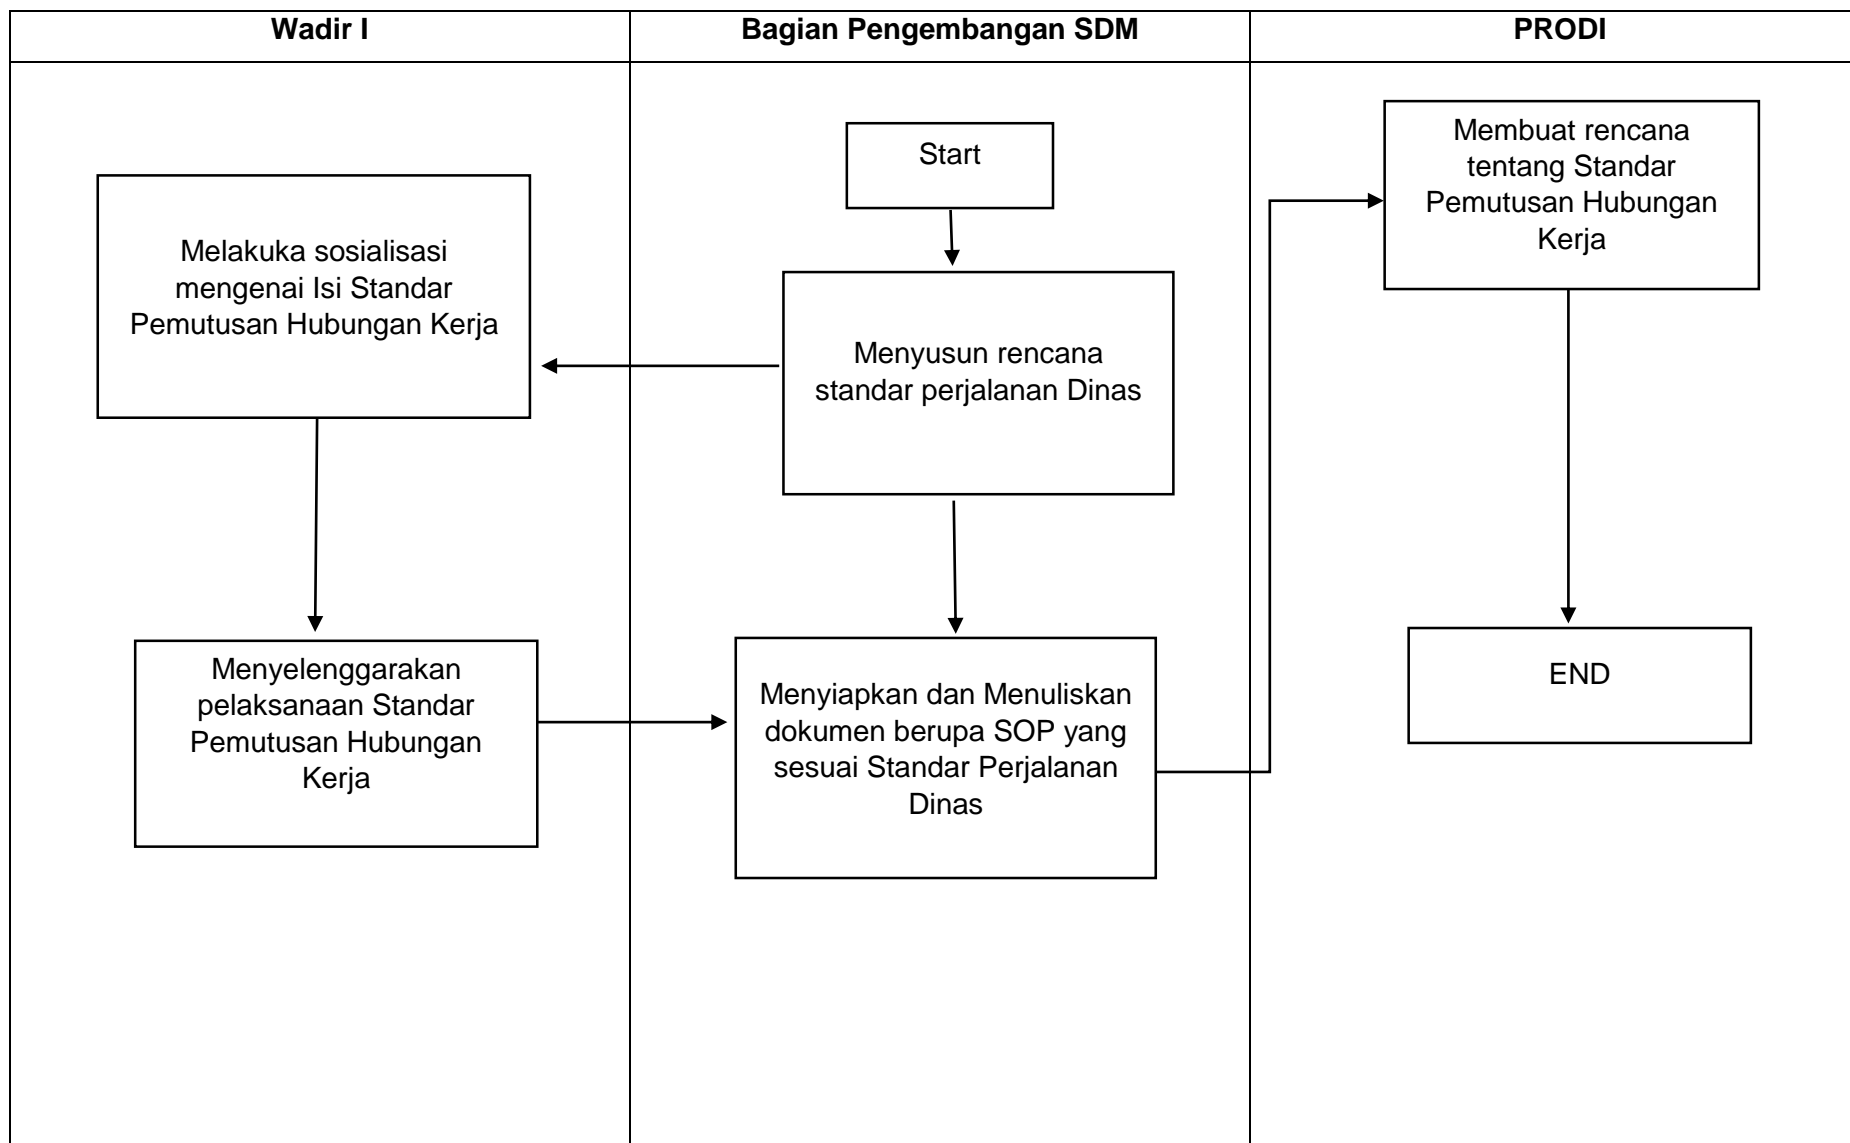 Wadir I
Bagian Pengembangan SDM
PRODI
Melakuka sosialisasi
mengenai Isi Standar
Pemutusan Hubungan Kerja
Menyelenggarakan
pelaksanaan Standar
Pemutusan Hubungan
Kerja
Start
Menyusun rencana
standar perjalanan Dinas
Menyiapkan dan Menuliskan
dokumen berupa SOP yang
sesuai Standar Perjalanan
Dinas
Membuat rencana
tentang Standar
Pemutusan Hubungan
Kerja
END